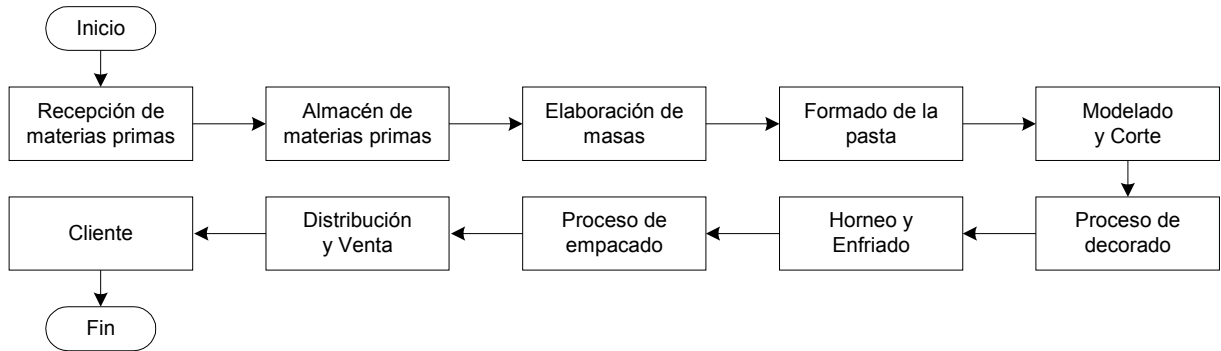 Inicio
Recepción de
materias primas
Almacén de
materias primas
Elaboración de
masas
Formado de la
pasta
Modelado
y Corte
Proceso de
decorado
Horneo y
Enfriado
Proceso de
empacado
Distribución
y Venta
Cliente
Fin